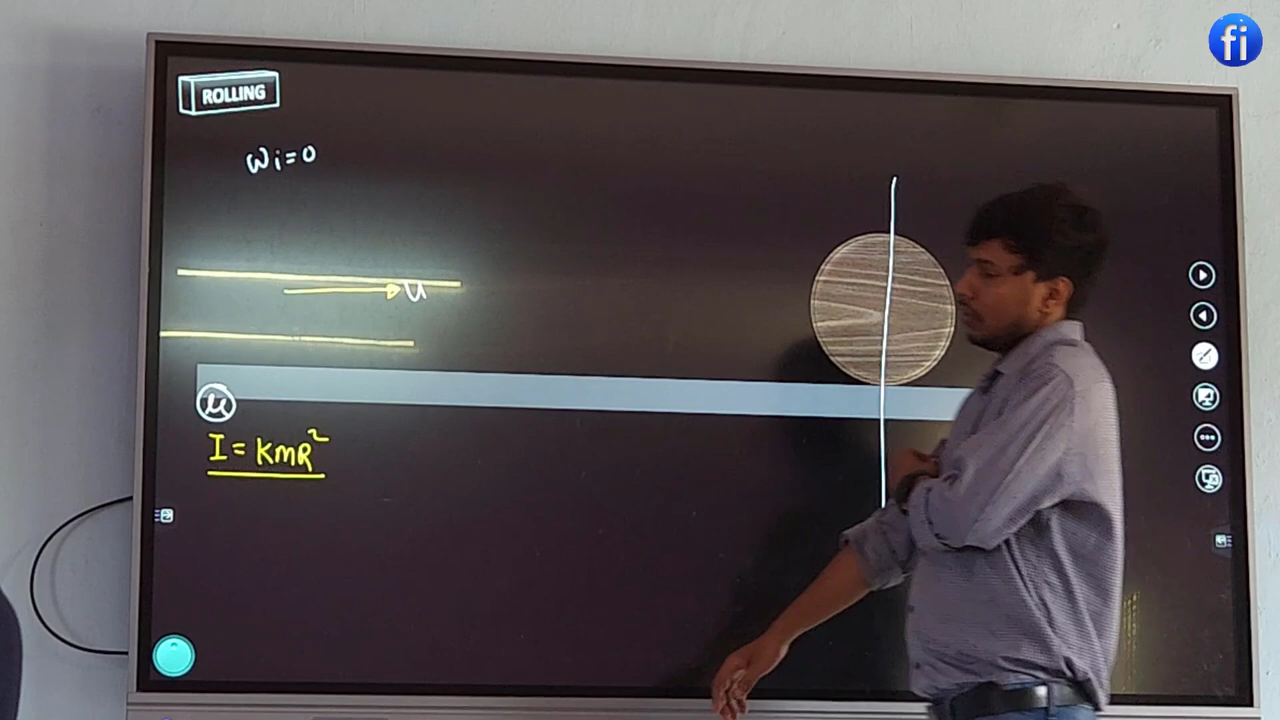 fi
ROLLING
ωi=0
u
μ
I = KMR²